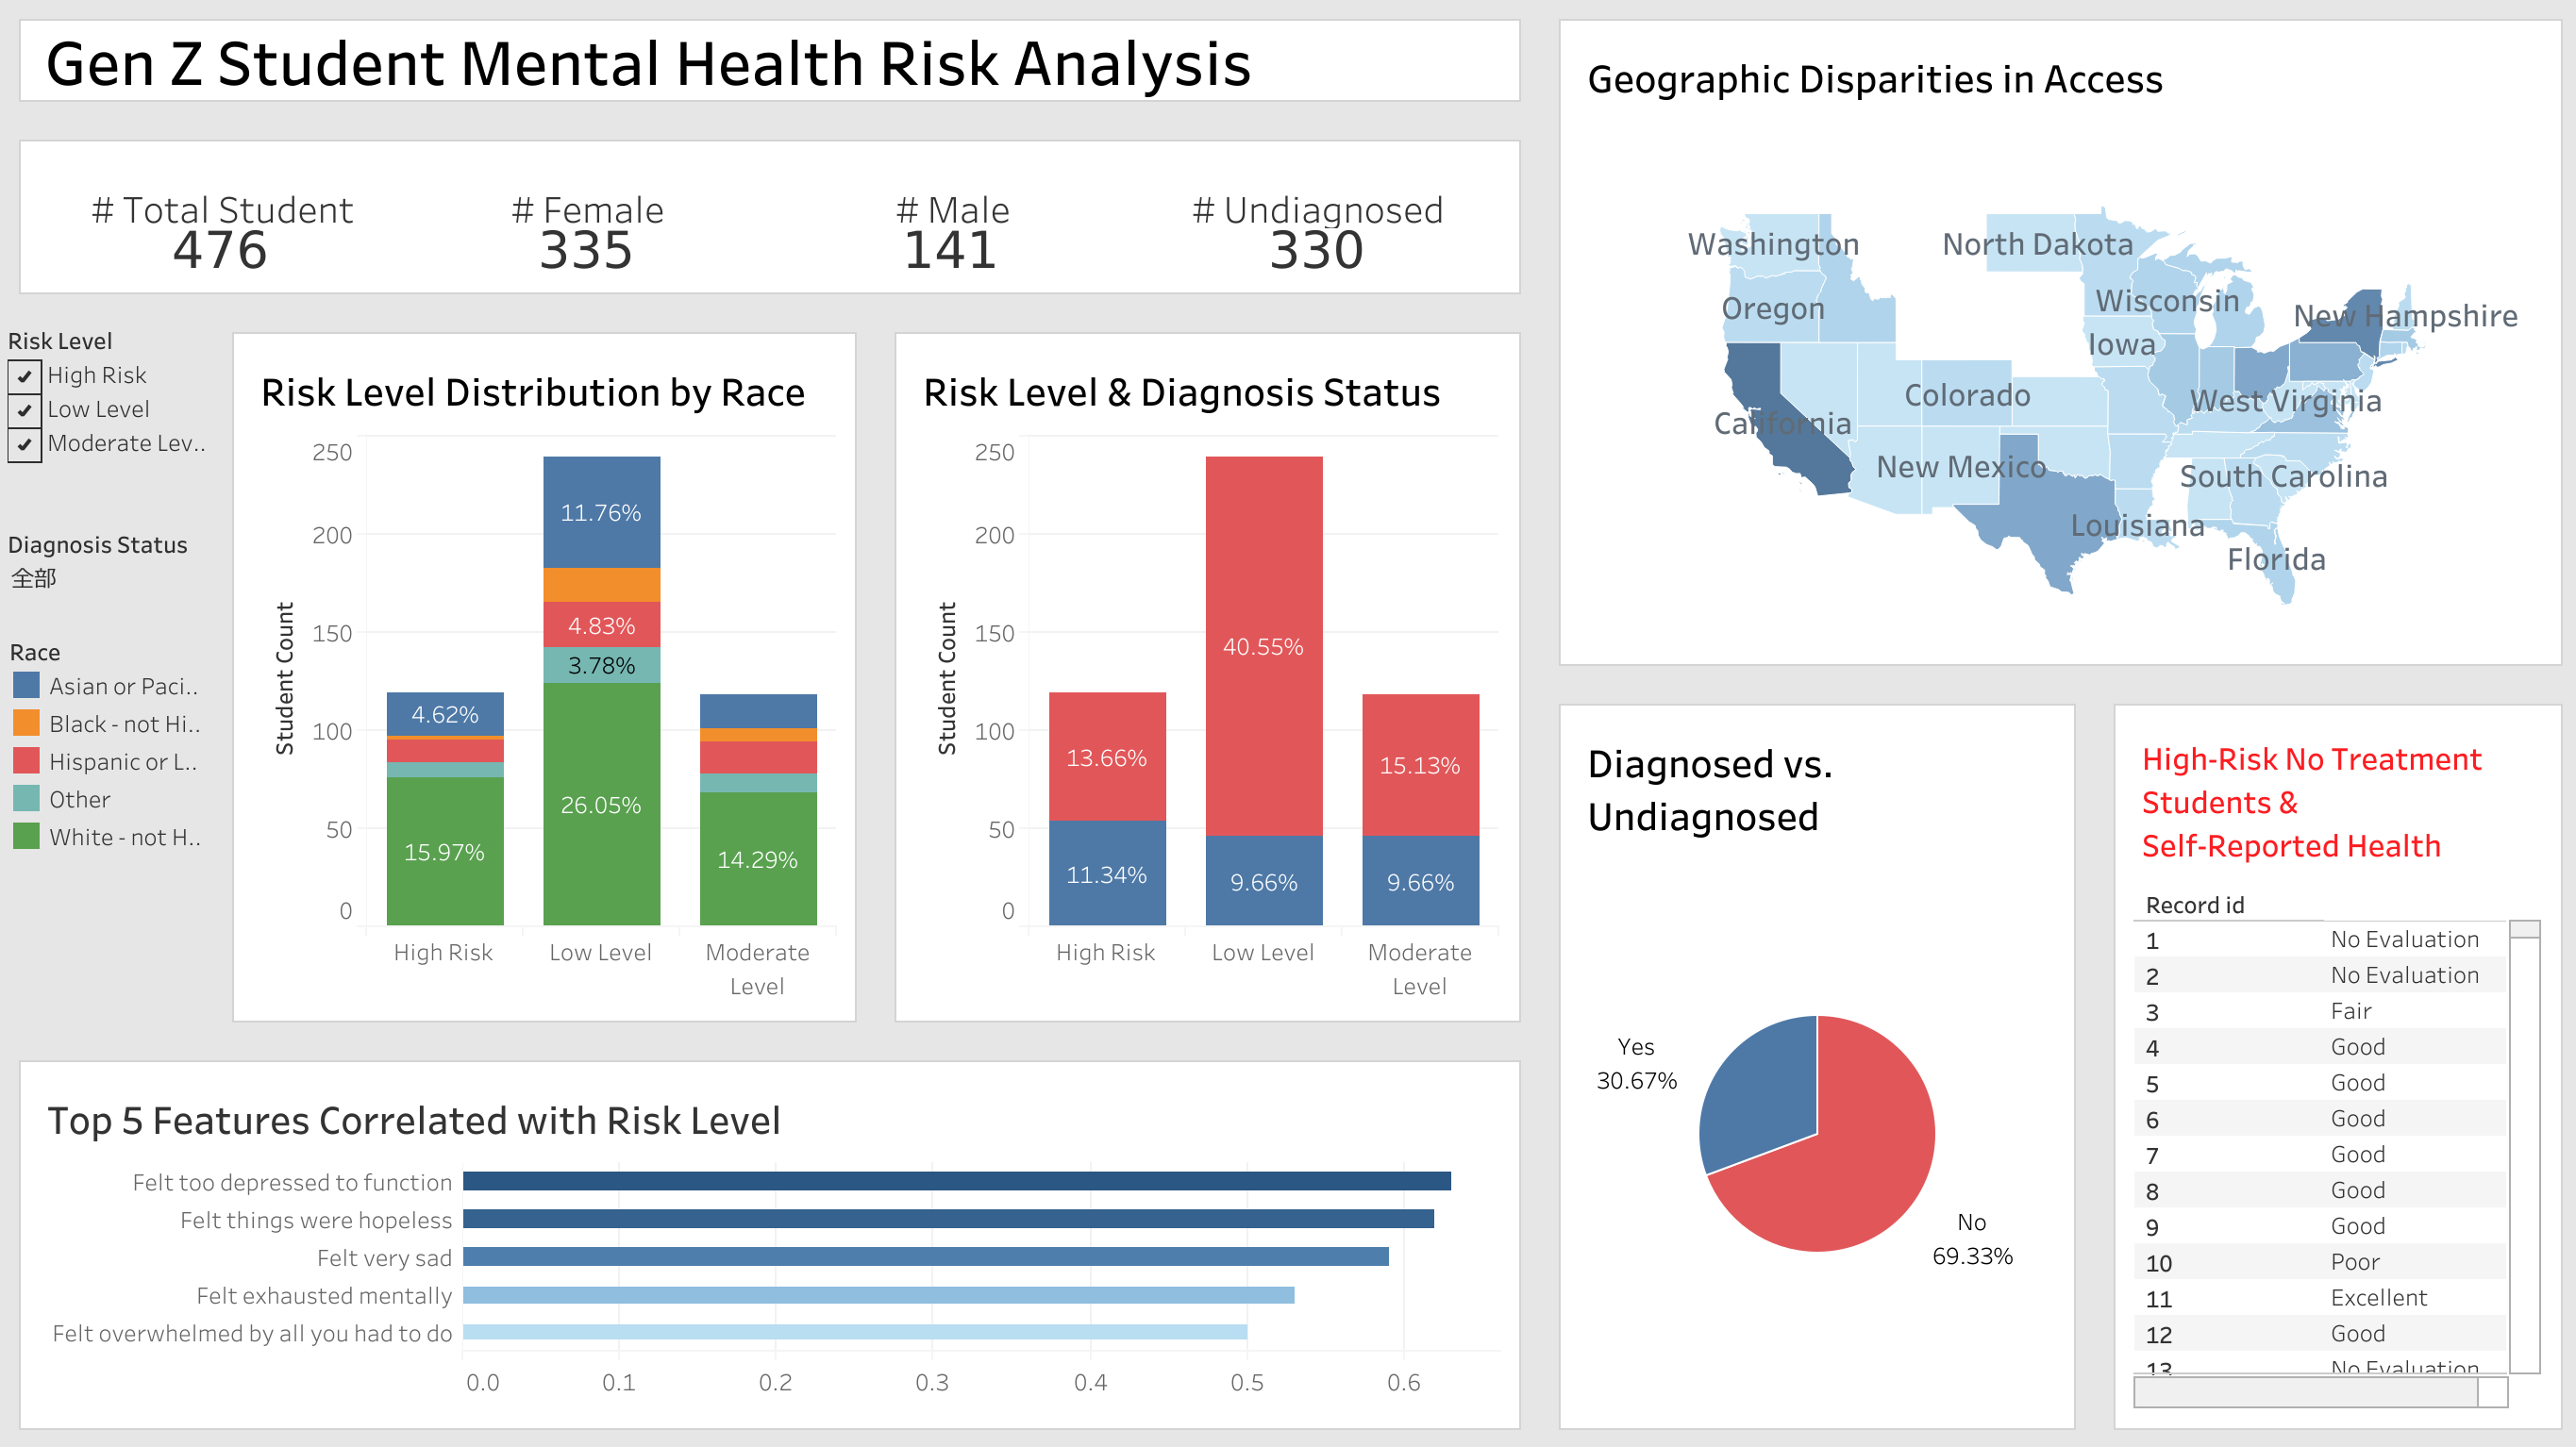 Gen Z Student Mental Health Risk Analysis
# Total Student
476
# Female
335
# Male
141
# Undiagnosed
330
Risk Level
High Risk
Low Level
Moderate Lev..
Diagnosis Status
全部
Race
Asian or Paci..
Black - not Hi..
Hispanic or L..
Other
White - not H..
Risk Level Distribution by Race
Student Count
250
200
150
100
50
0
4.62%
15.97%
11.76%
4.83%
3.78%
26.05%
14.29%
High Risk
Low Level
Moderate
Level
Risk Level & Diagnosis Status
Student Count
250
200
150
100
50
0
13.66%
11.34%
40.55%
9.66%
15.13%
9.66%
High Risk
Low Level
Moderate
Level
Top 5 Features Correlated with Risk Level
Felt too depressed to function
Felt things were hopeless
Felt very sad
Felt exhausted mentally
Felt overwhelmed by all you had to do
0.0 0.1 0.2 0.3 0.4 0.5 0.6
Geographic Disparities in Access
Washington
North Dakota
Oregon
Wisconsin
New Hampshire
Iowa
Colorado
West Virginia
California
New Mexico
South Carolina
Louisiana
Florida
Diagnosed vs.
Undiagnosed
Yes
30.67%
No
69.33%
High-Risk No Treatment
Students &
Self-Reported Health
Record id
1 No Evaluation
2 No Evaluation
3 Fair
4 Good
5 Good
6 Good
7 Good
8 Good
9 Good
10 Poor
11 Excellent
12 Good
13 No Evaluation